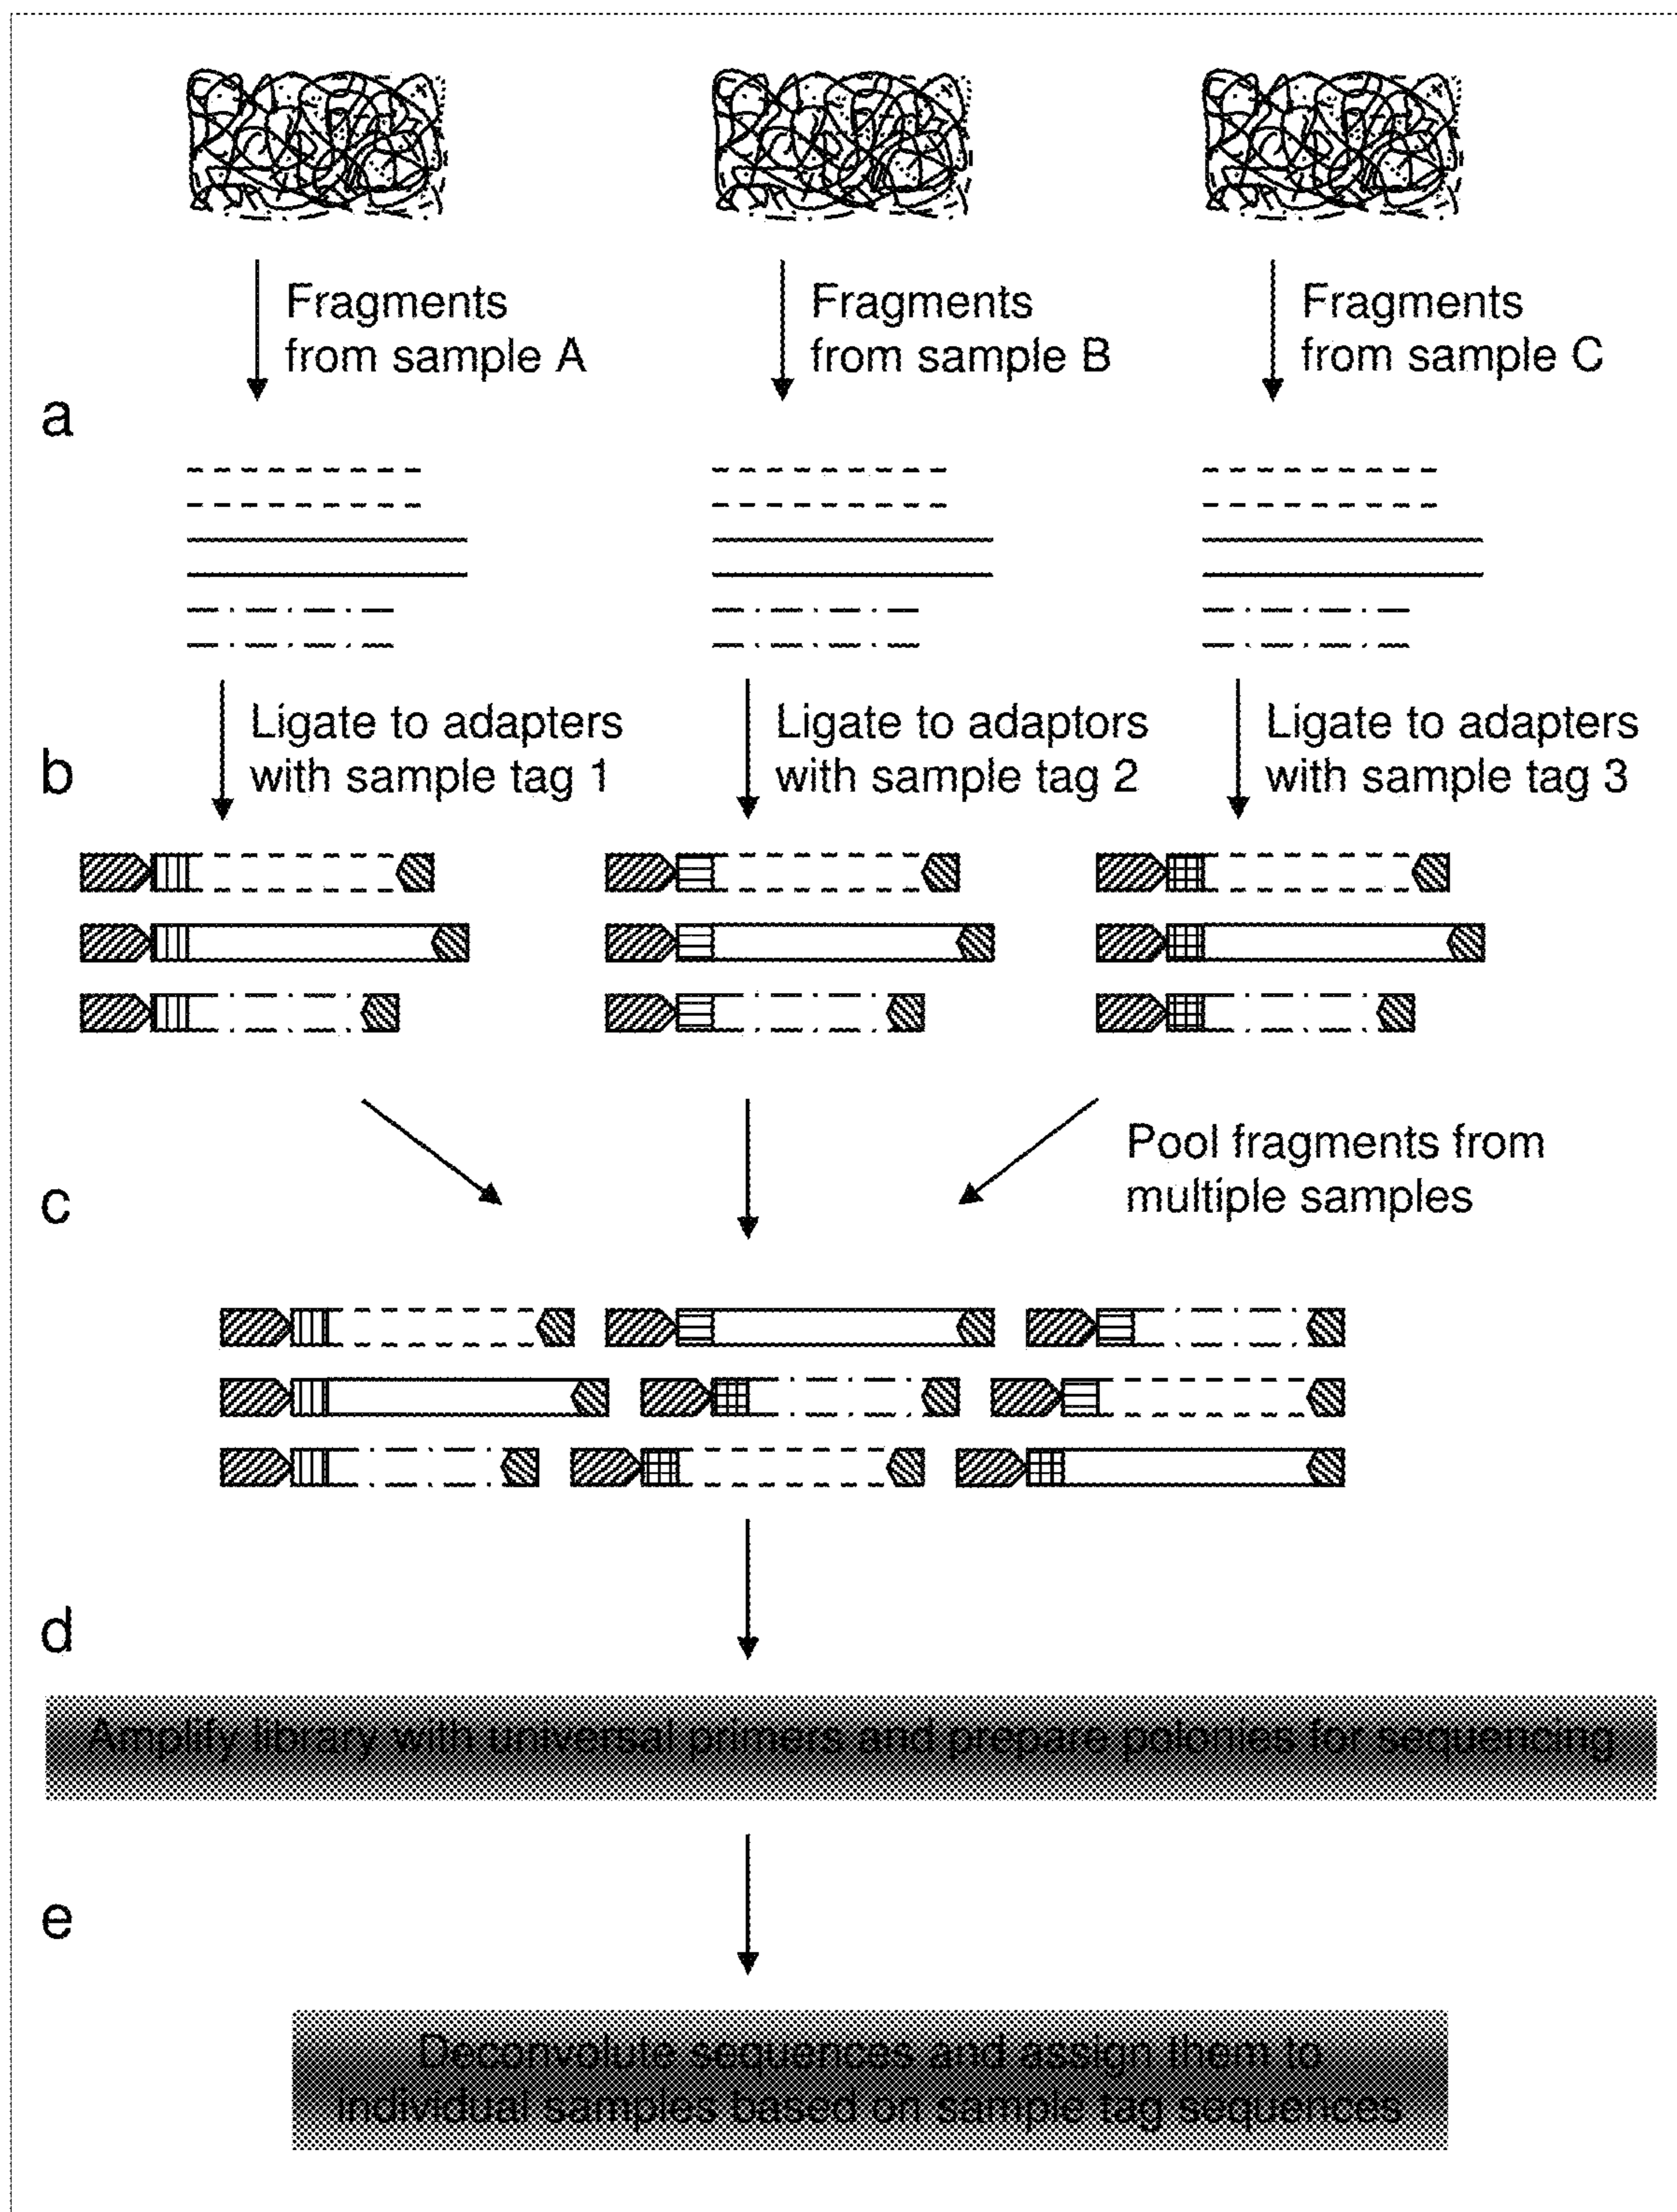 Fragments
from sample A
Fragments
from sample B
Fragments
from sample C
a
Ligate to adapters
with sample tag 1
Ligate to adaptors
with sample tag 2
Ligate to adapters
with sample tag 3
b
Pool fragments from
multiple samples
c
d
Amplify library with universal primers and prepare polonies for sequencing
e
Deconvolute sequences and assign them to
individual samples based on sample tag sequences